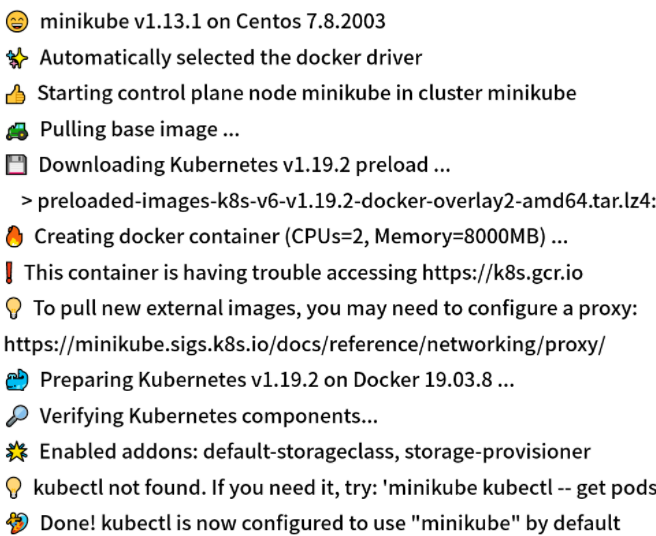 😄 minikube v1.13.1 on Centos 7.8.2003
✨ Automatically selected the docker driver
👍 Starting control plane node minikube in cluster minikube
🚜 Pulling base image ...
💾 Downloading Kubernetes v1.19.2 preload ...
> preloaded-images-k8s-v6-v1.19.2-docker-overlay2-amd64.tar.lz4:
🔥 Creating docker container (CPUs=2, Memory=8000MB) ...
❗ This container is having trouble accessing https://k8s.gcr.io
💡 To pull new external images, you may need to configure a proxy:
https://minikube.sigs.k8s.io/docs/reference/networking/proxy/
🐳 Preparing Kubernetes v1.19.2 on Docker 19.03.8 ...
🔎 Verifying Kubernetes components...
🌟 Enabled addons: default-storageclass, storage-provisioner
💡 kubectl not found. If you need it, try: 'minikube kubectl -- get pods
🏄 Done! kubectl is now configured to use "minikube" by default